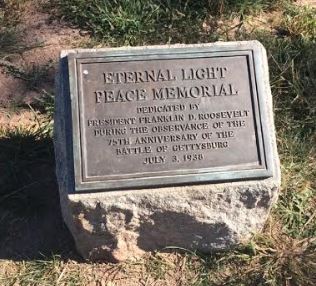 ETERNAL LIGHT
PEACE MEMORIAL
DEDICATED BY
PRESIDENT FRANKLIN D. ROOSEVELT
DURING THE OBSERVANCE OF THE
75TH ANNIVERSARY OF THE
BATTLE OF GETTYSBURG
JULY 3, 1938